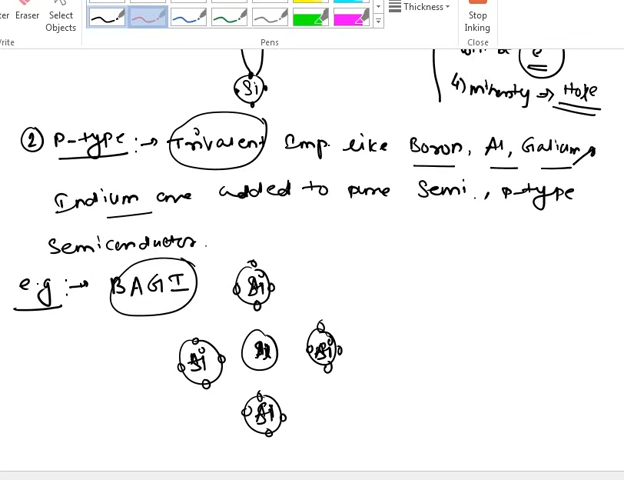 Eraser Select Objects
Pens
Thickness
Stop Inking
Close
e
Si
4) minority → Hole
② P-type :→ Trivalent Imp like Boron, Al, Galium,
Indium are added to pure Semi., P-type
Semiconductor.
e.g :→ BAGI
Si
Si
Si
Si